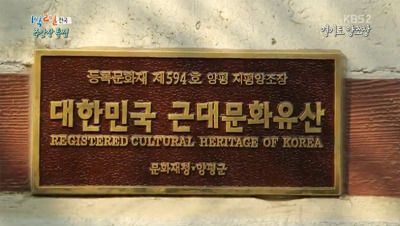 KBS2
등록문화재 제594호 양평 지평양조장
대한민국 근대문화유산
REGISTERED CULTURAL HERITAGE OF KOREA
문화재청·양평군